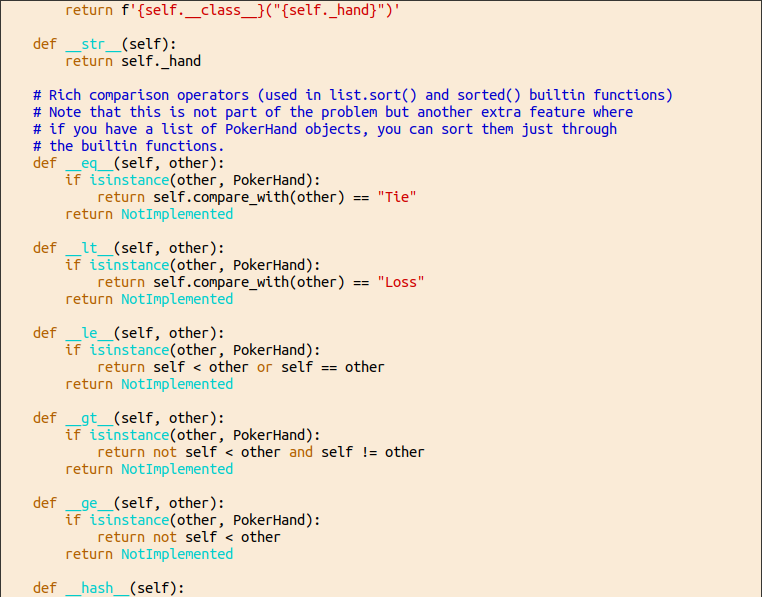 return f'{self.__class__}("{self._hand}")'

    def __str__(self):
        return self._hand

    # Rich comparison operators (used in list.sort() and sorted() builtin functions)
    # Note that this is not part of the problem but another extra feature where
    # if you have a list of PokerHand objects, you can sort them just through
    # the builtin functions.
    def __eq__(self, other):
        if isinstance(other, PokerHand):
            return self.compare_with(other) == "Tie"
        return NotImplemented

    def __lt__(self, other):
        if isinstance(other, PokerHand):
            return self.compare_with(other) == "Loss"
        return NotImplemented

    def __le__(self, other):
        if isinstance(other, PokerHand):
            return self < other or self == other
        return NotImplemented

    def __gt__(self, other):
        if isinstance(other, PokerHand):
            return not self < other and self != other
        return NotImplemented

    def __ge__(self, other):
        if isinstance(other, PokerHand):
            return not self < other
        return NotImplemented

    def __hash__(self):